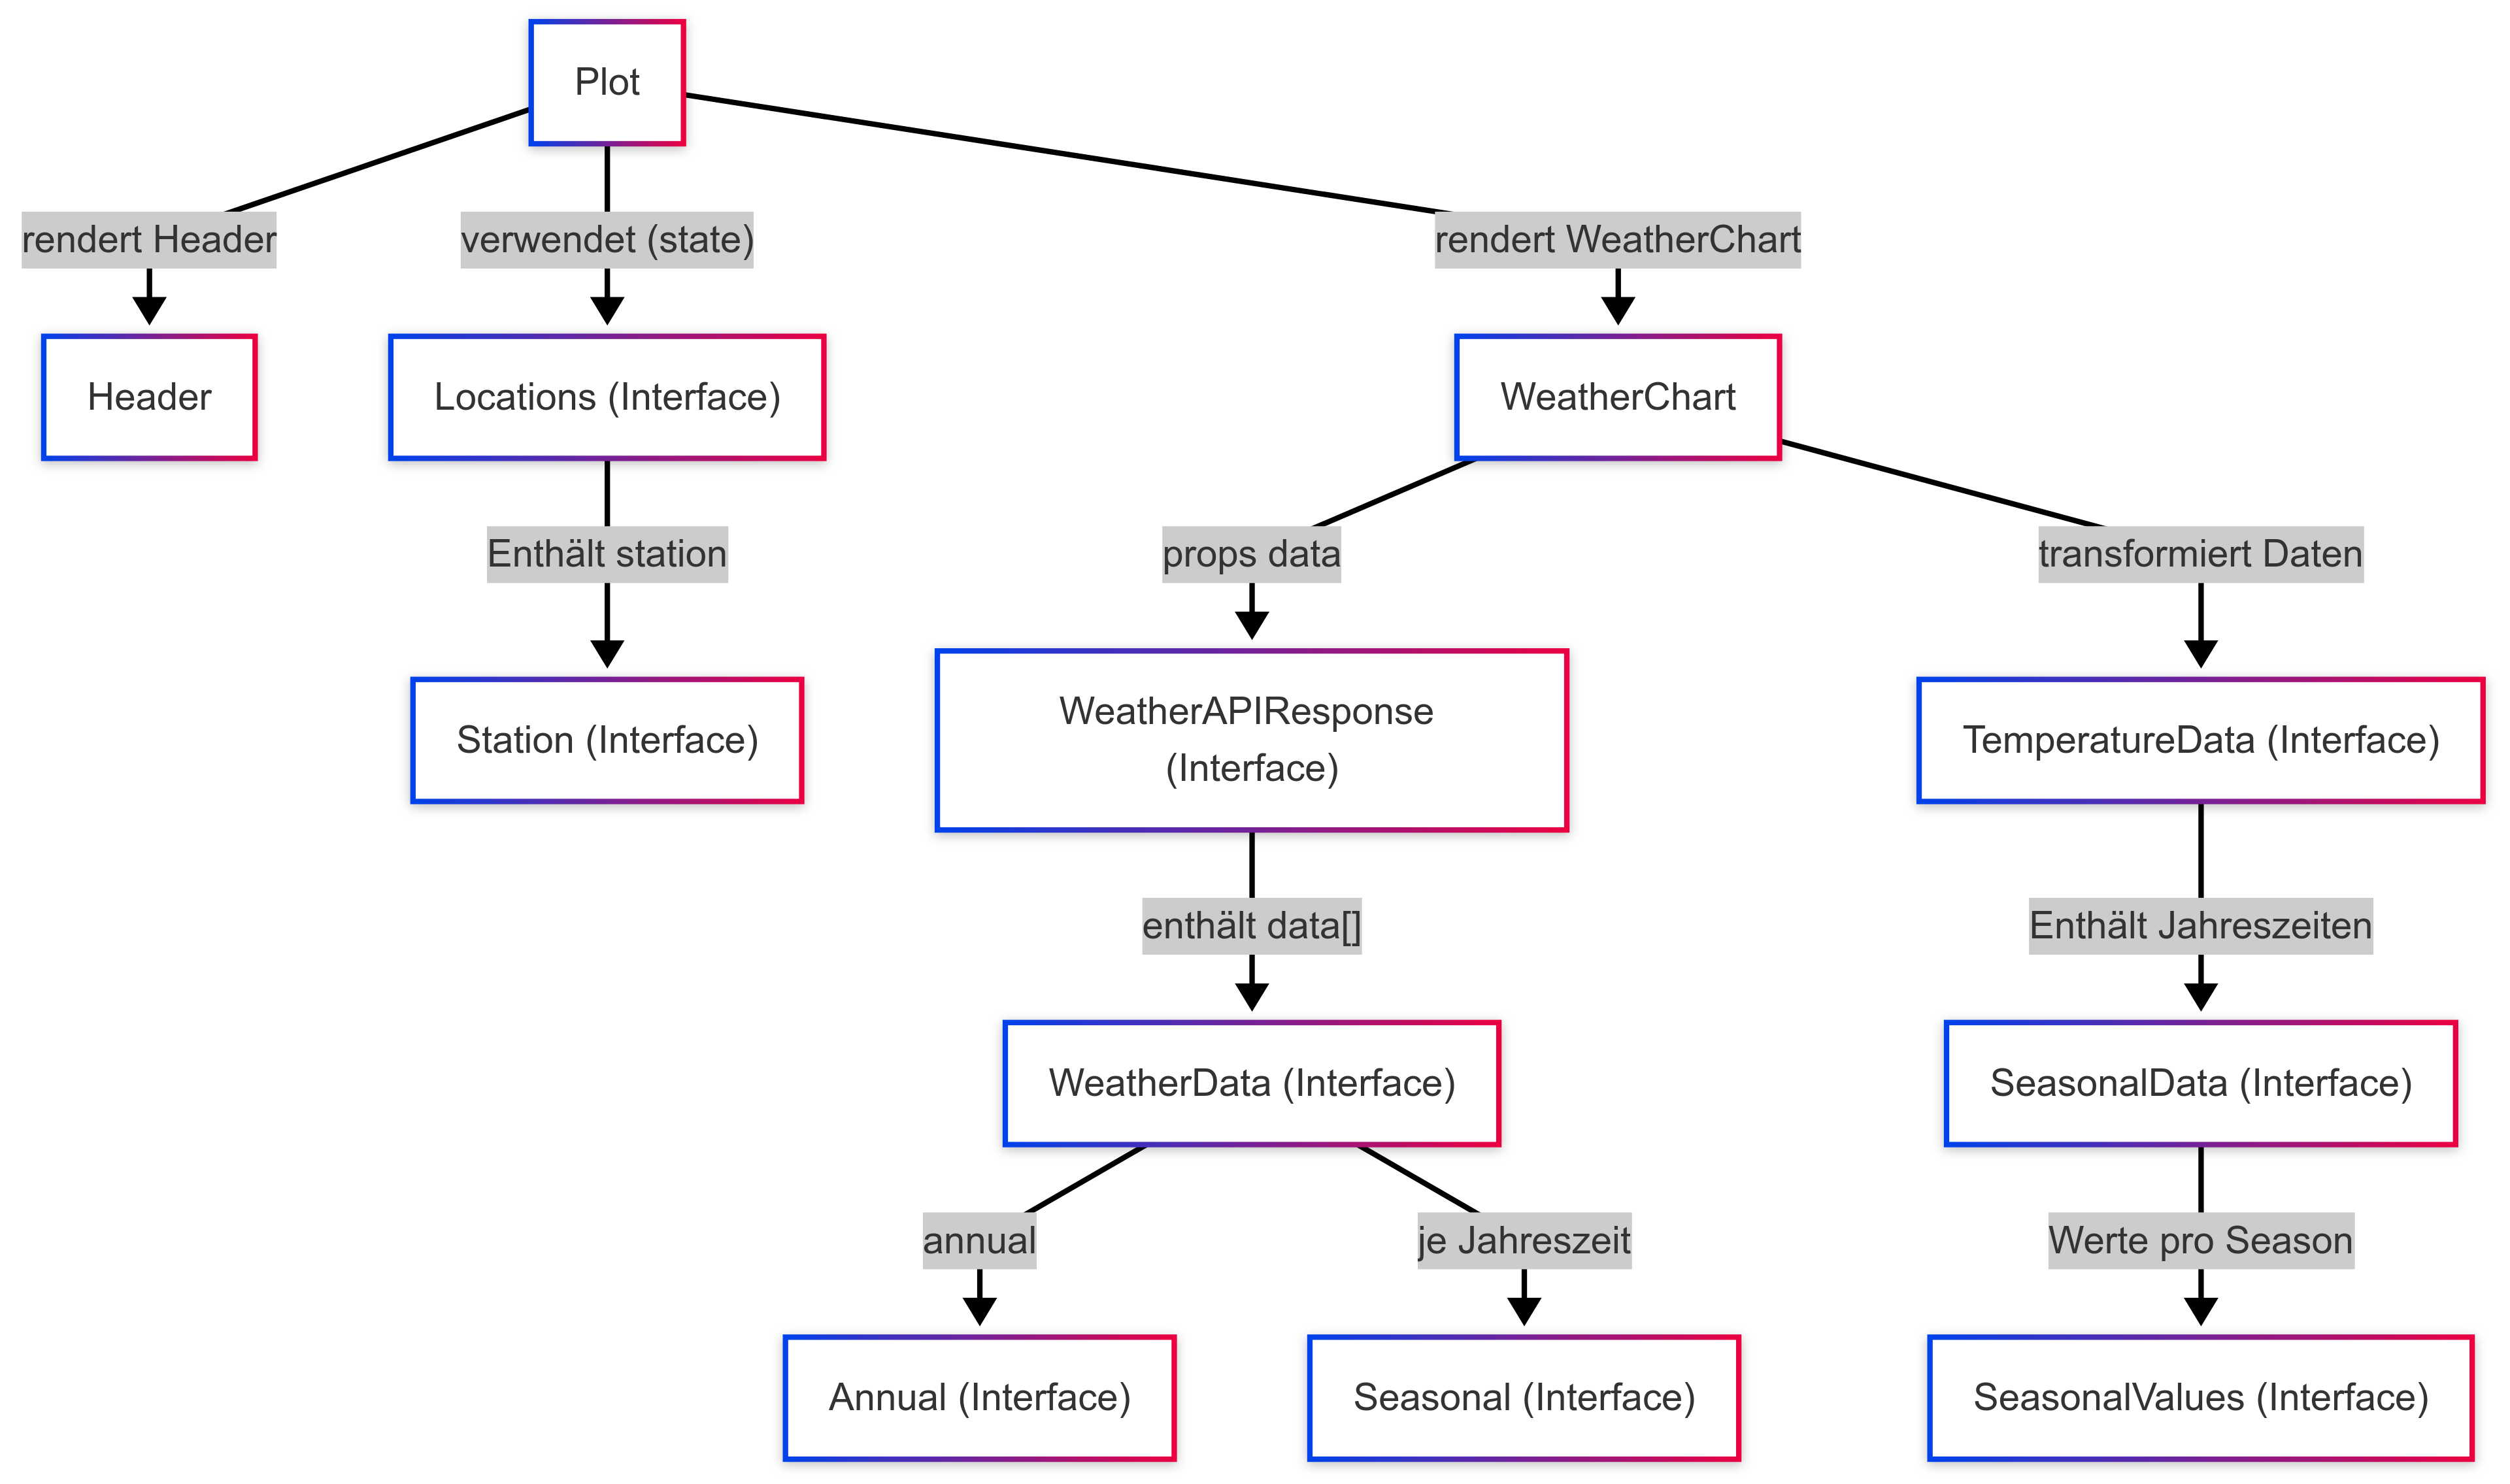 Plot
rendert Header
verwendet (state)
rendert WeatherChart
Header
Locations (Interface)
WeatherChart
Enthält station
props data
transformiert Daten
Station (Interface)
WeatherAPIResponse
(Interface)
TemperatureData (Interface)
enthält data[]
Enthält Jahreszeiten
WeatherData (Interface)
SeasonalData (Interface)
annual
je Jahreszeit
Werte pro Season
Annual (Interface)
Seasonal (Interface)
SeasonalValues (Interface)